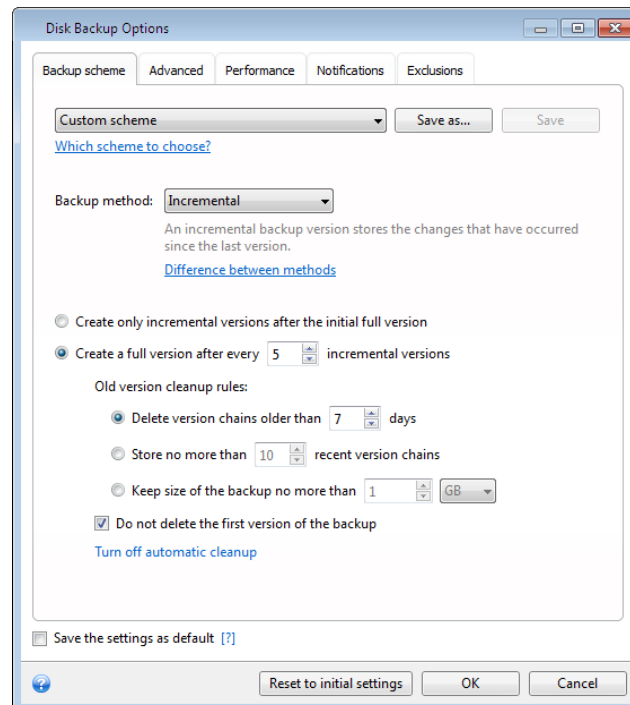 Disk Backup Options
Backup scheme Advanced Performance Notifications Exclusions
Custom scheme Save as... Save
Which scheme to choose?
Backup method: Incremental
An incremental backup version stores the changes that have occurred
since the last version.
Difference between methods
Create only incremental versions after the initial full version
Create a full version after every 5 incremental versions
Old version cleanup rules:
Delete version chains older than 7 days
Store no more than 10 recent version chains
Keep size of the backup no more than 1 GB
Do not delete the first version of the backup
Turn off automatic cleanup
Save the settings as default [?]
? Reset to initial settings OK Cancel